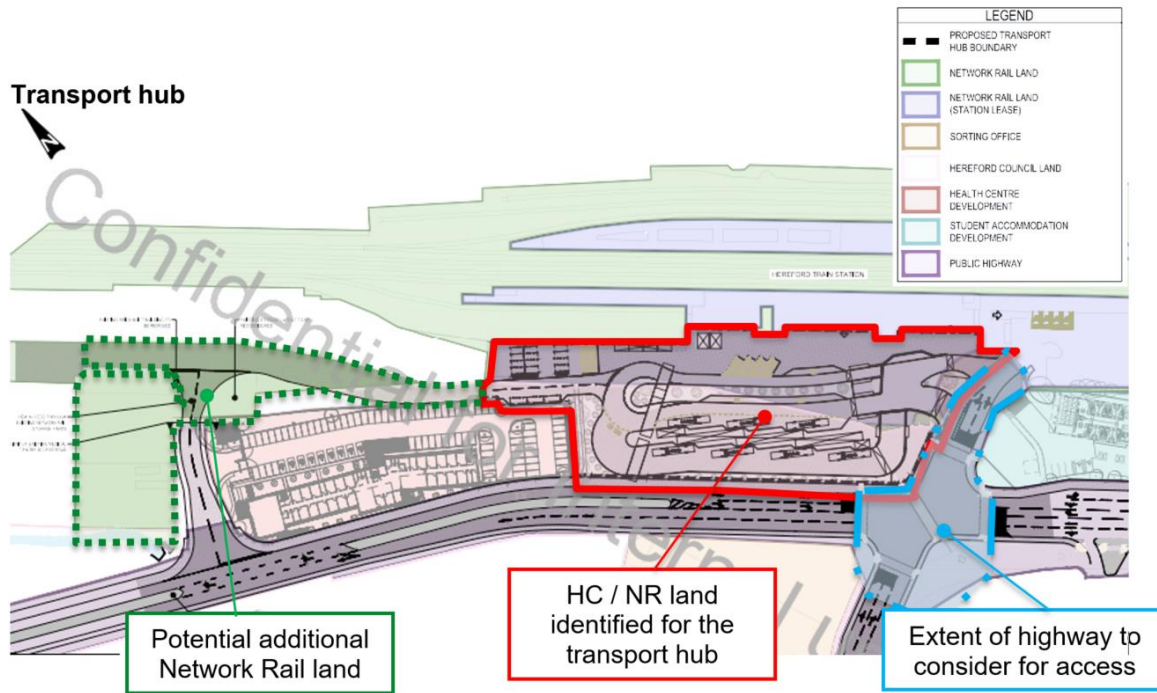 LEGEND
PROPOSED TRANSPORT
HUB BOUNDARY
NETWORK RAIL LAND
NETWORK RAIL LAND
(STATION LEASE)
SORTING OFFICE
HEREFORD COUNCIL LAND
HEALTH CENTRE
DEVELOPMENT
STUDENT ACCOMMODATION
DEVELOPMENT
PUBLIC HIGHWAY
Transport hub
N
Confidential for internal u
HEREFORD TRAIN STATION
Potential additional
Network Rail land
HC / NR land
identified for the
transport hub
Extent of highway to
consider for access